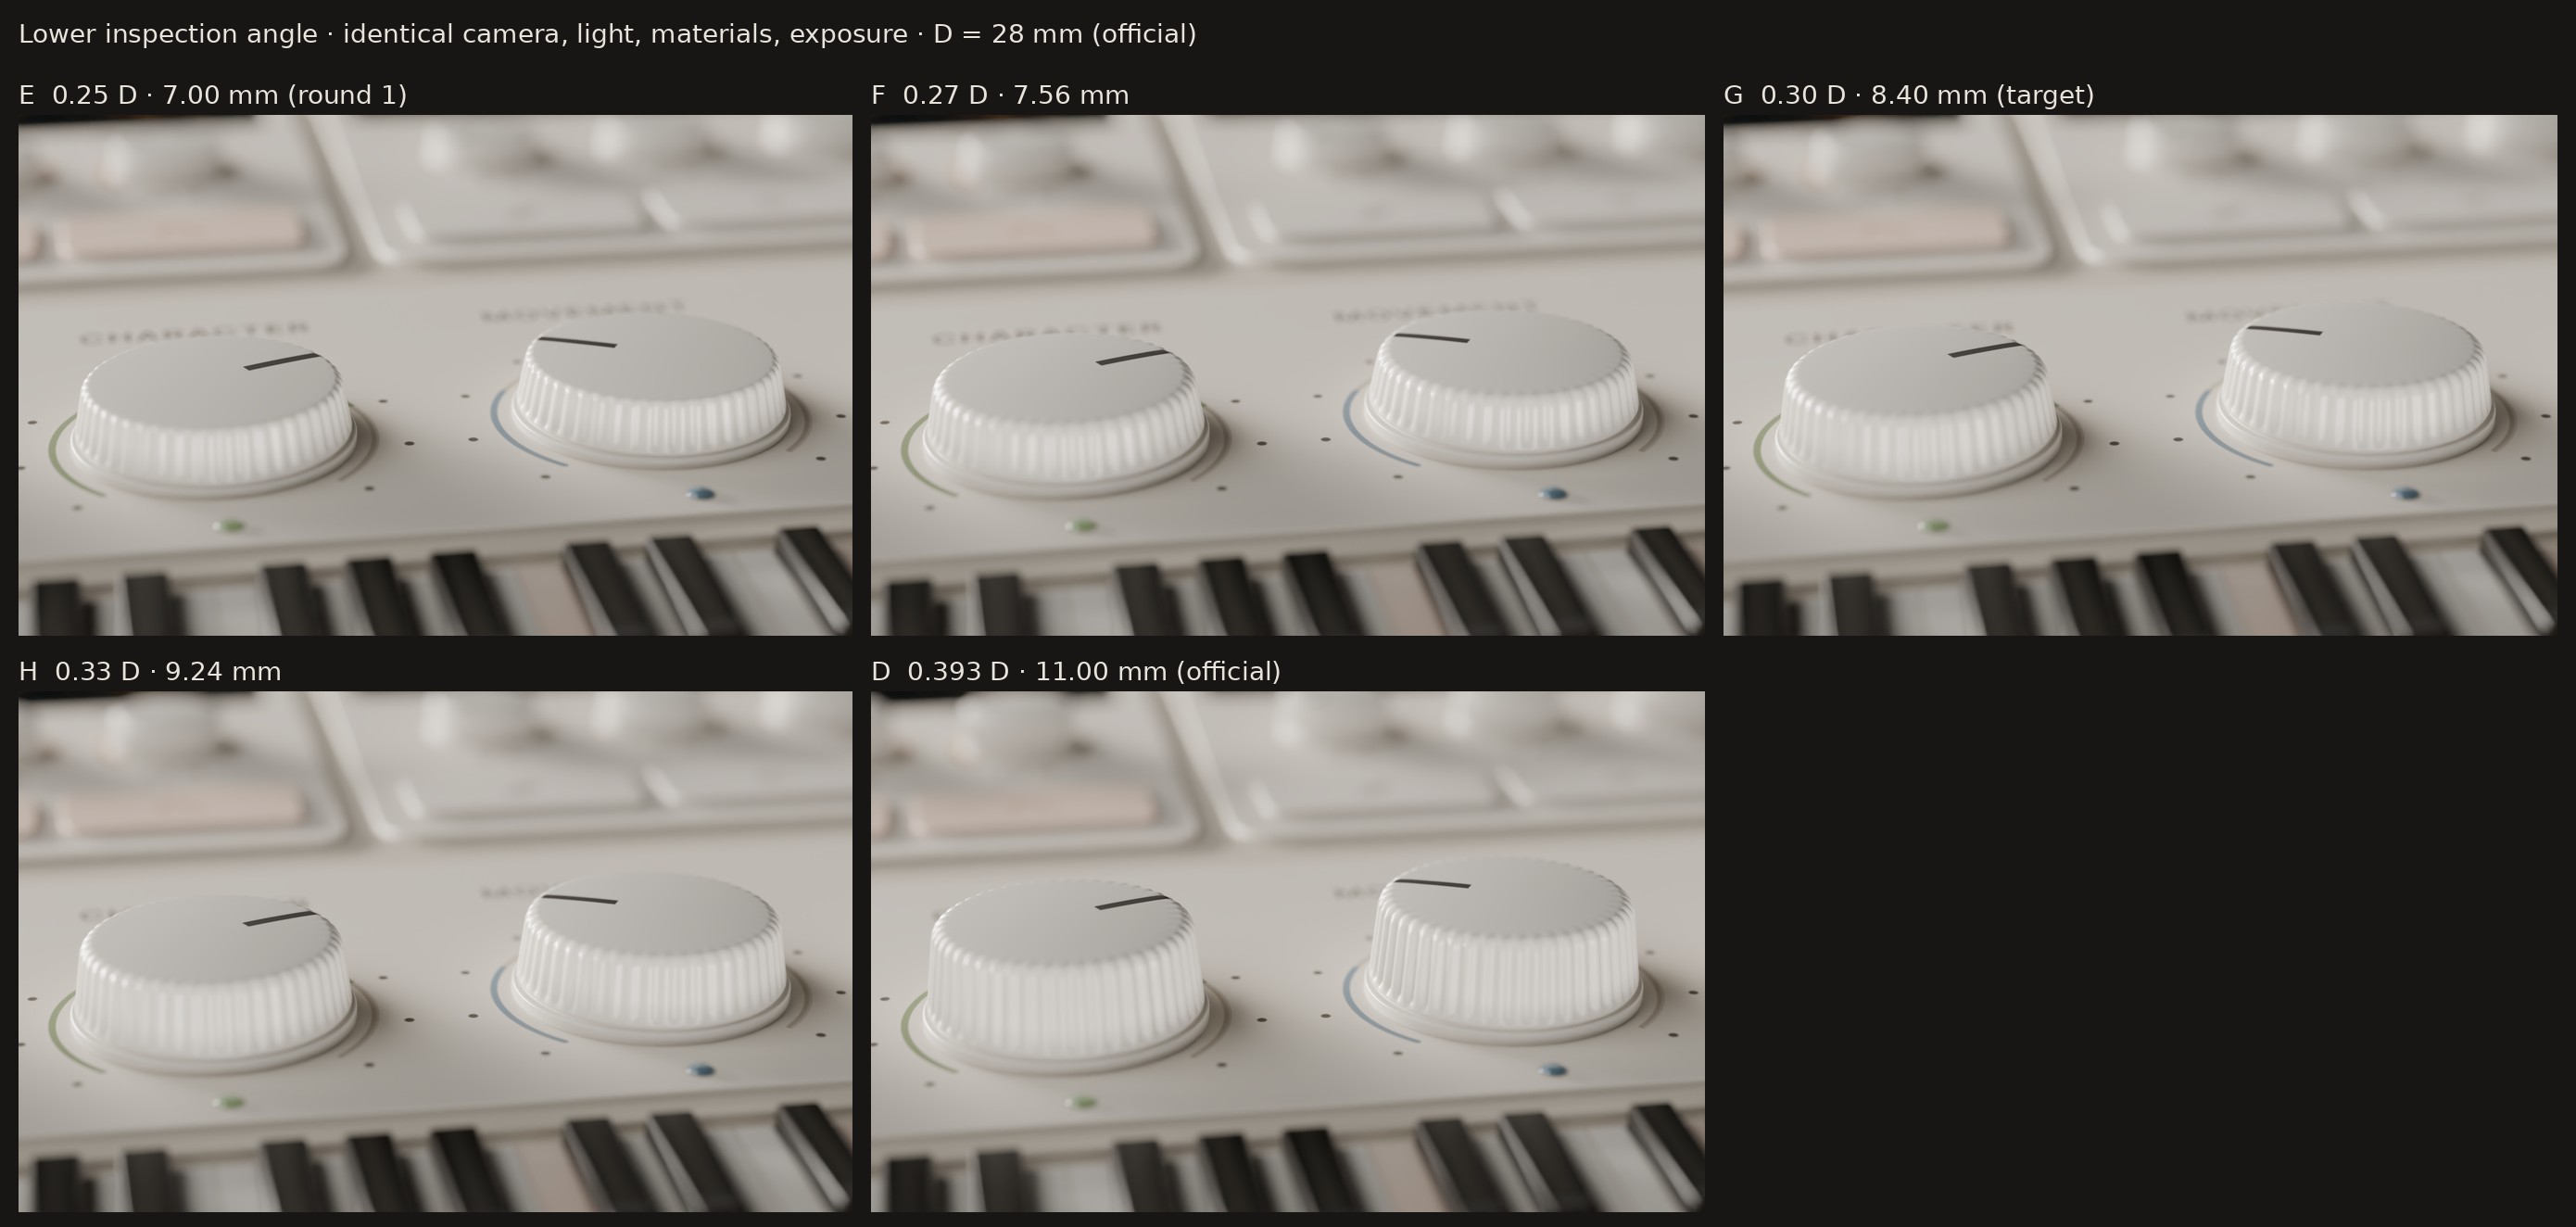 Lower inspection angle · identical camera, light, materials, exposure · D = 28 mm (official)
E 0.25 D · 7.00 mm (round 1)
F 0.27 D · 7.56 mm
G 0.30 D · 8.40 mm (target)
CHARACTER
CHARACTER
H 0.33 D · 9.24 mm
D 0.393 D · 11.00 mm (official)